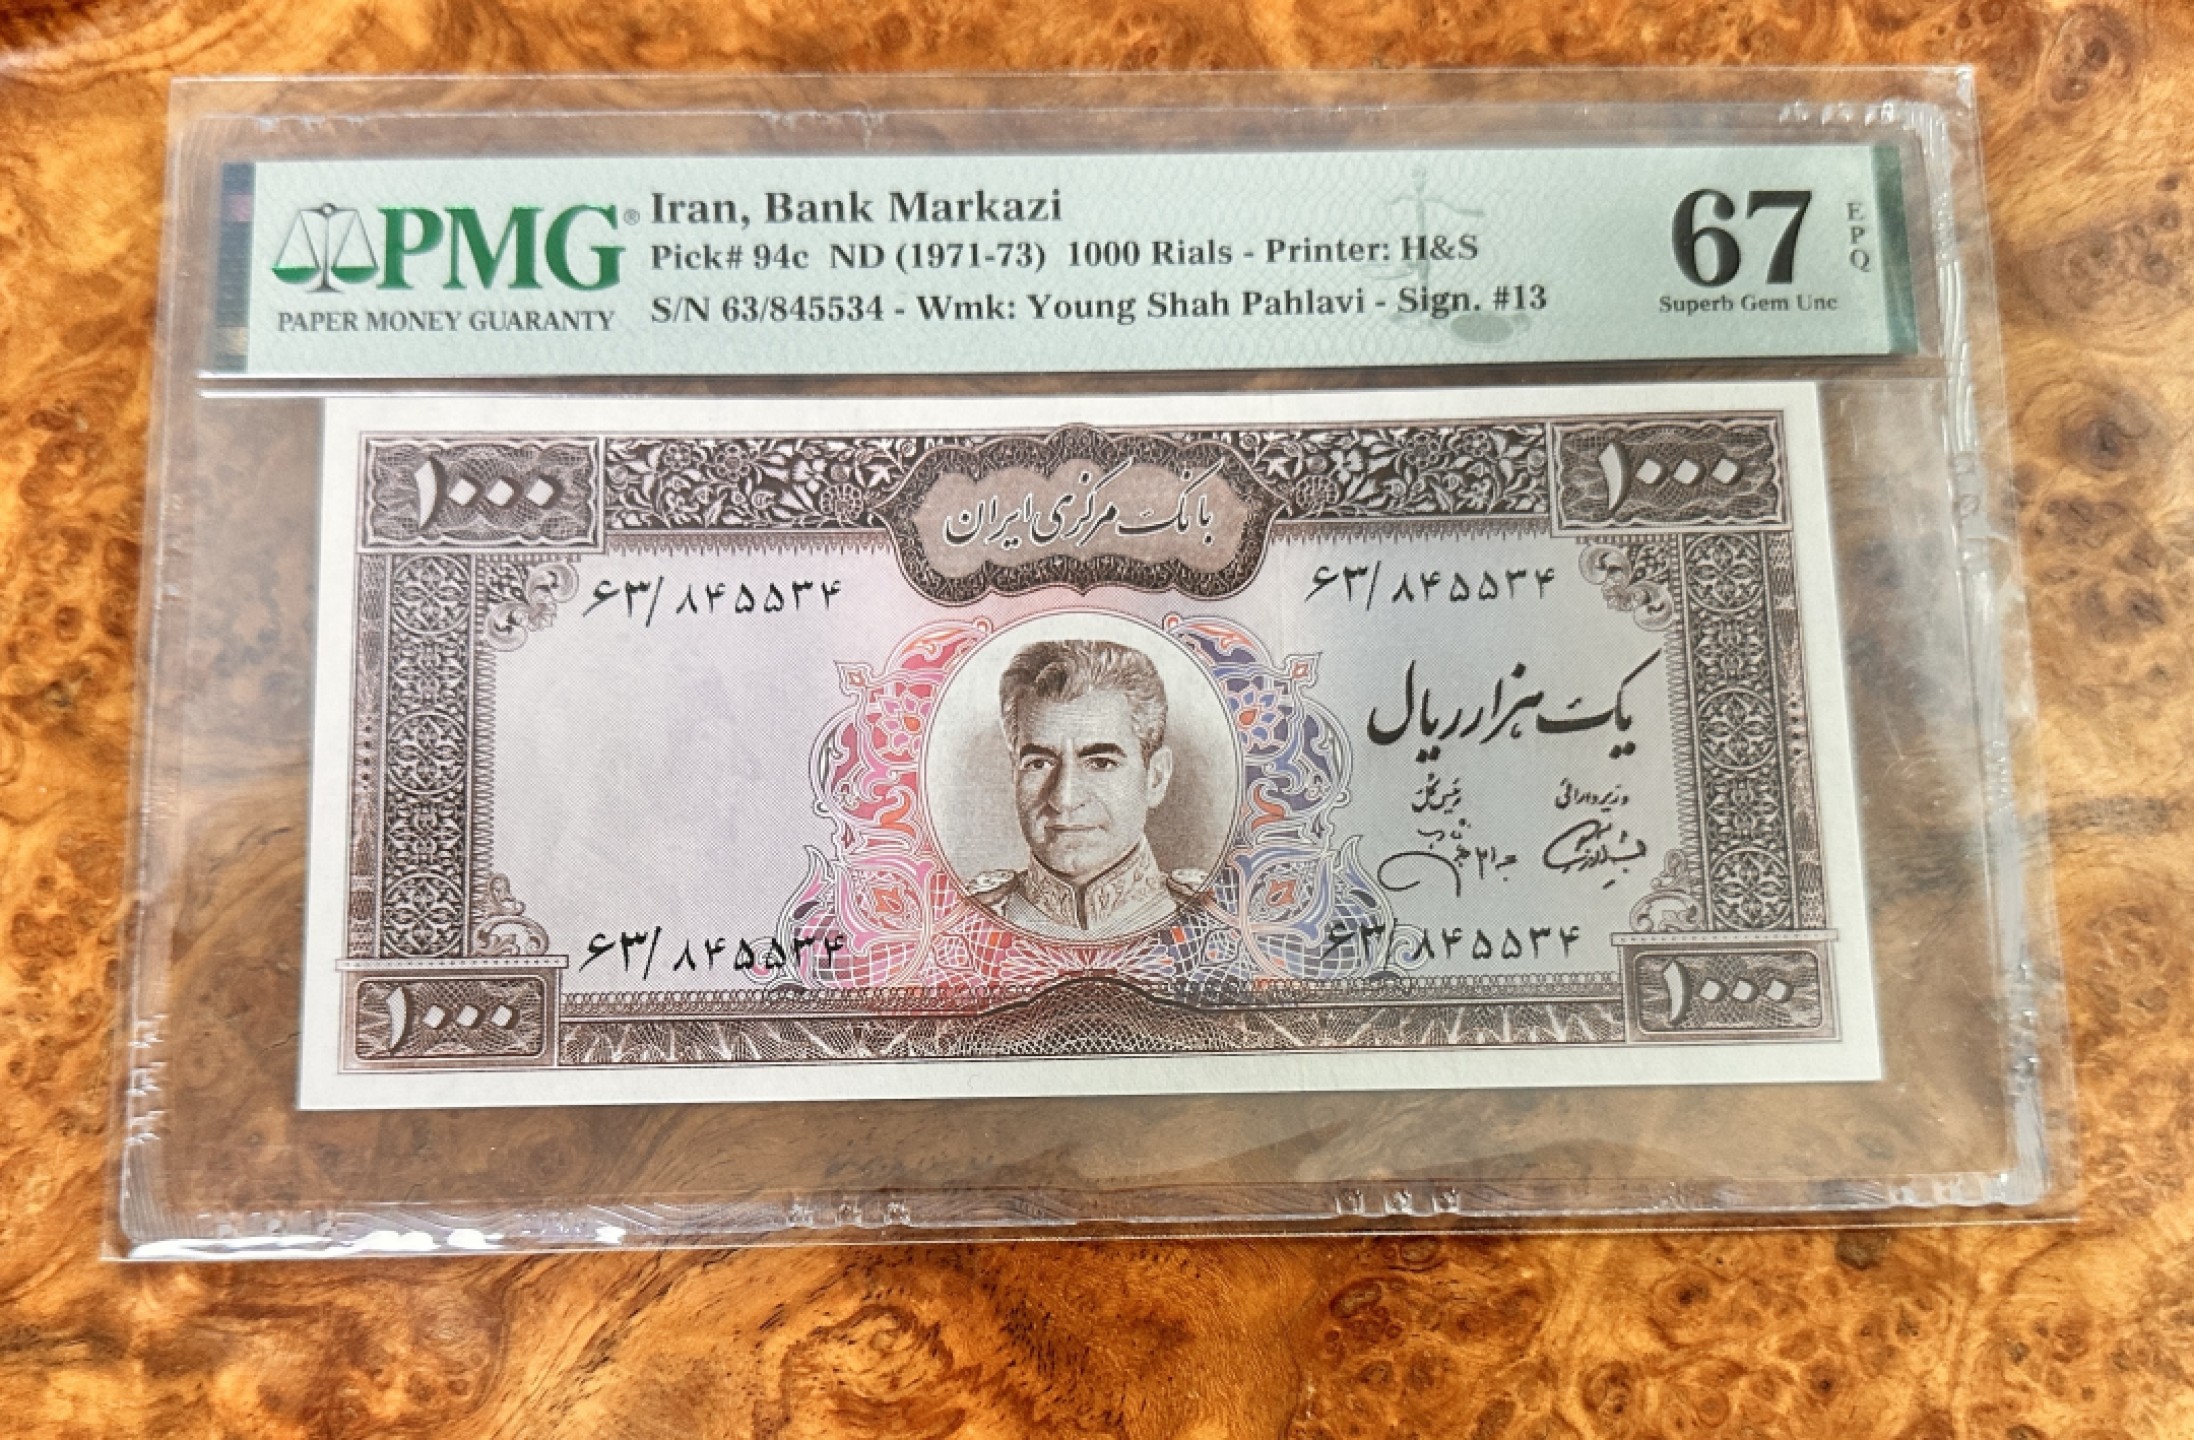 PMG®
PAPER MONEY GUARANTY
Iran, Bank Markazi
Pick# 94c ND (1971-73) 1000 Rials - Printer: H&S
S/N 63/845534 - Wmk: Young Shah Pahlavi - Sign. #13
67
EPQ
Superb Gem Unc
۱۰۰۰
بانک مرکزی ایران
۱۰۰۰
۶۳/۸۴۵۵۳۴
۶۳/۸۴۵۵۳۴
یک هزار ریال
وزیر دارائی
رئیس کل
۶۳/۸۴۵۵۳۴
۶۳/۸۴۵۵۳۴
۱۰۰۰
۱۰۰۰